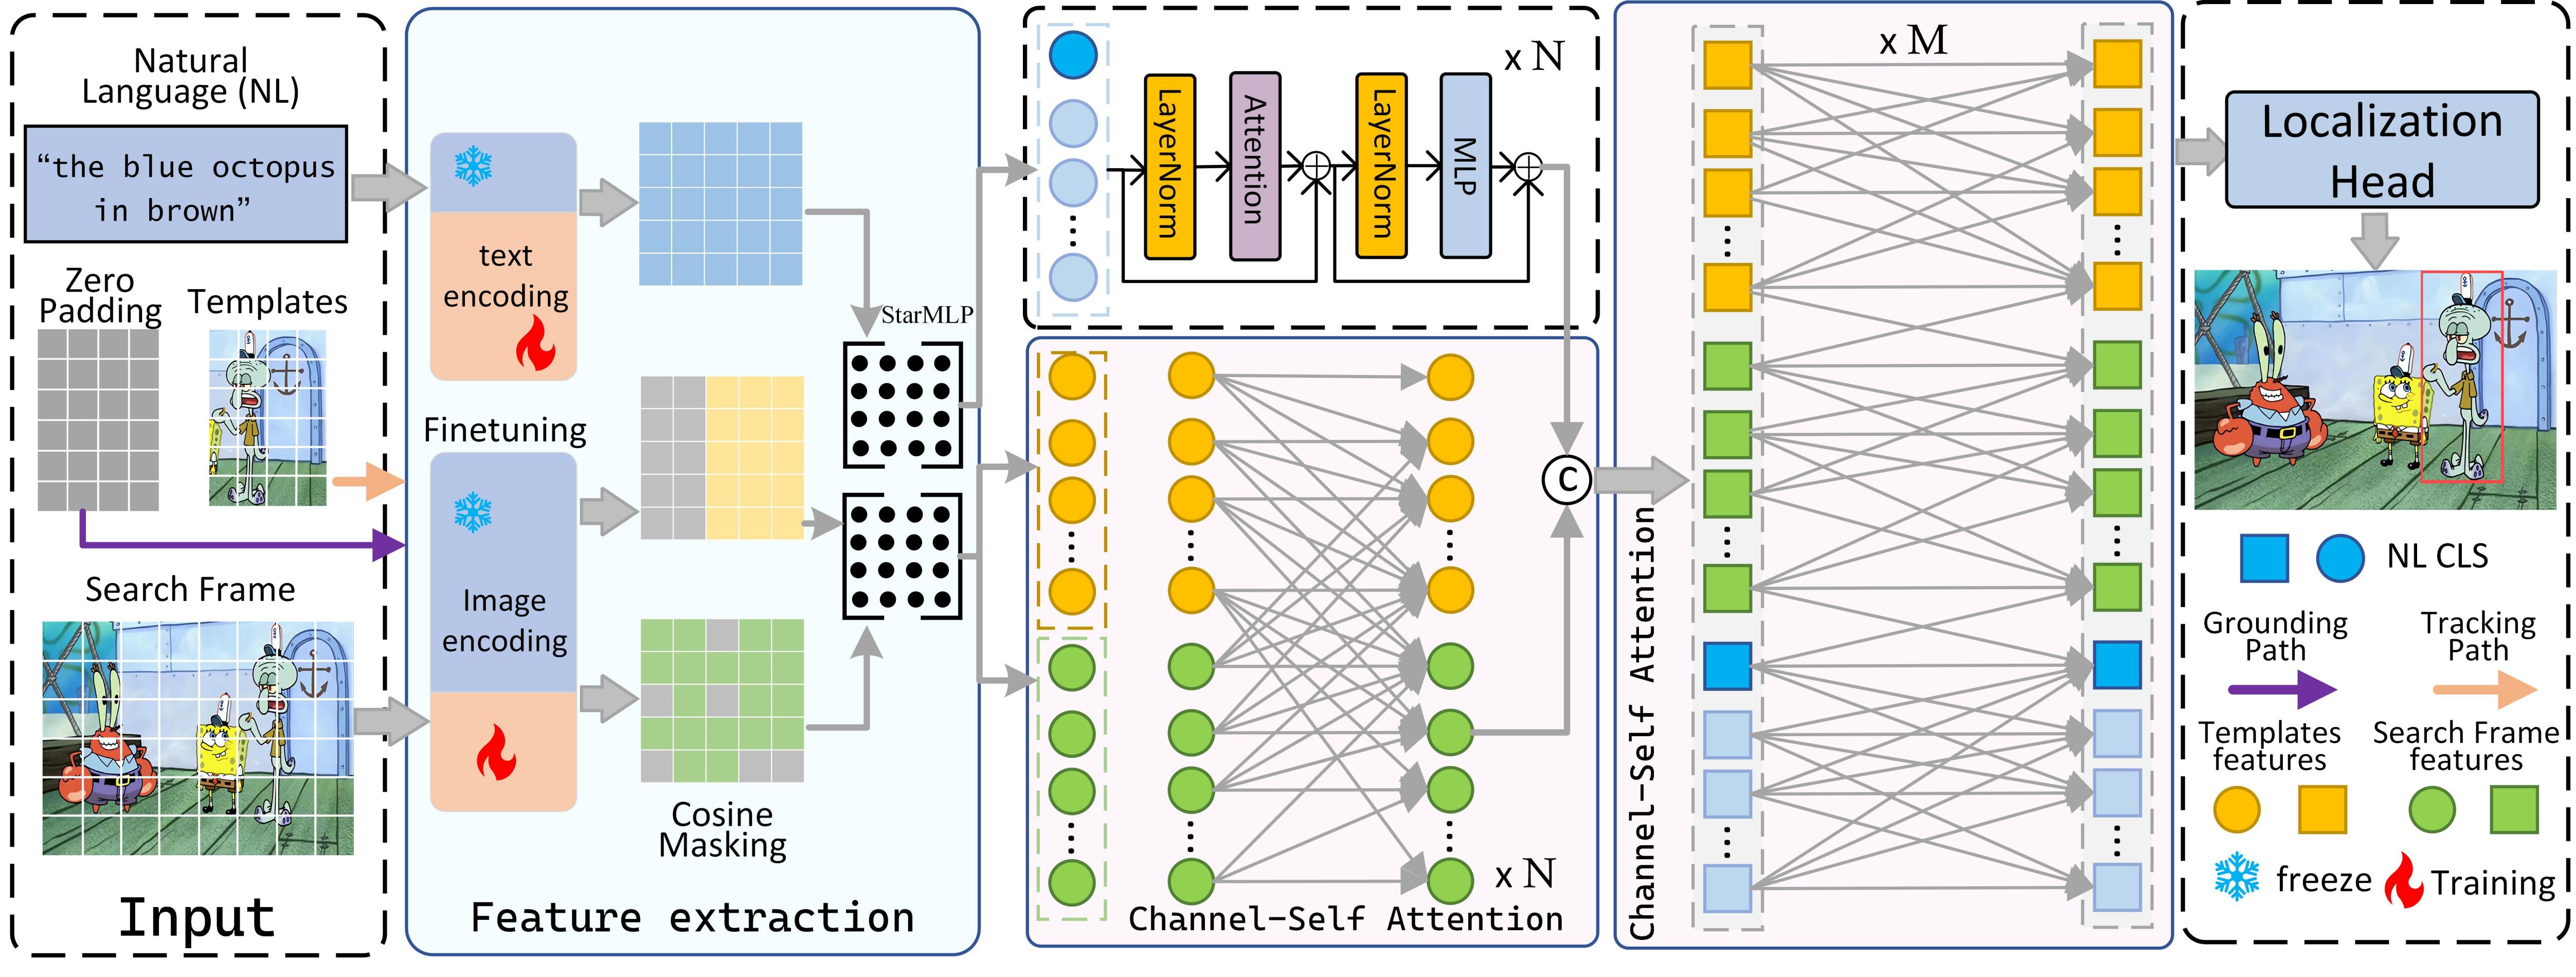 Natural
Language (NL)
“the blue octopus
in brown”
Zero
Padding
Templates
Search Frame
Input
text
encoding
Finetuning
Image
encoding
StarMLP
Cosine
Masking
Feature extraction
x N
LayerNorm
Attention
LayerNorm
MLP
x N
Channel-Self Attention
C
Channel-Self Attention
x M
Localization
Head
NL CLS
Grounding
Path
Tracking
Path
Templates
features
Search Frame
features
freeze
Training